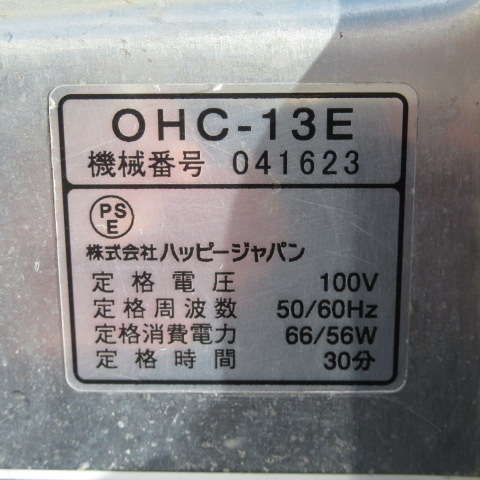 OHC-13E
機械番号 041623
PS
E
株式会社ハッピージャパン
定格電圧 100V
定格周波数 50/60Hz
定格消費電力 66/56W
定格時間 30分